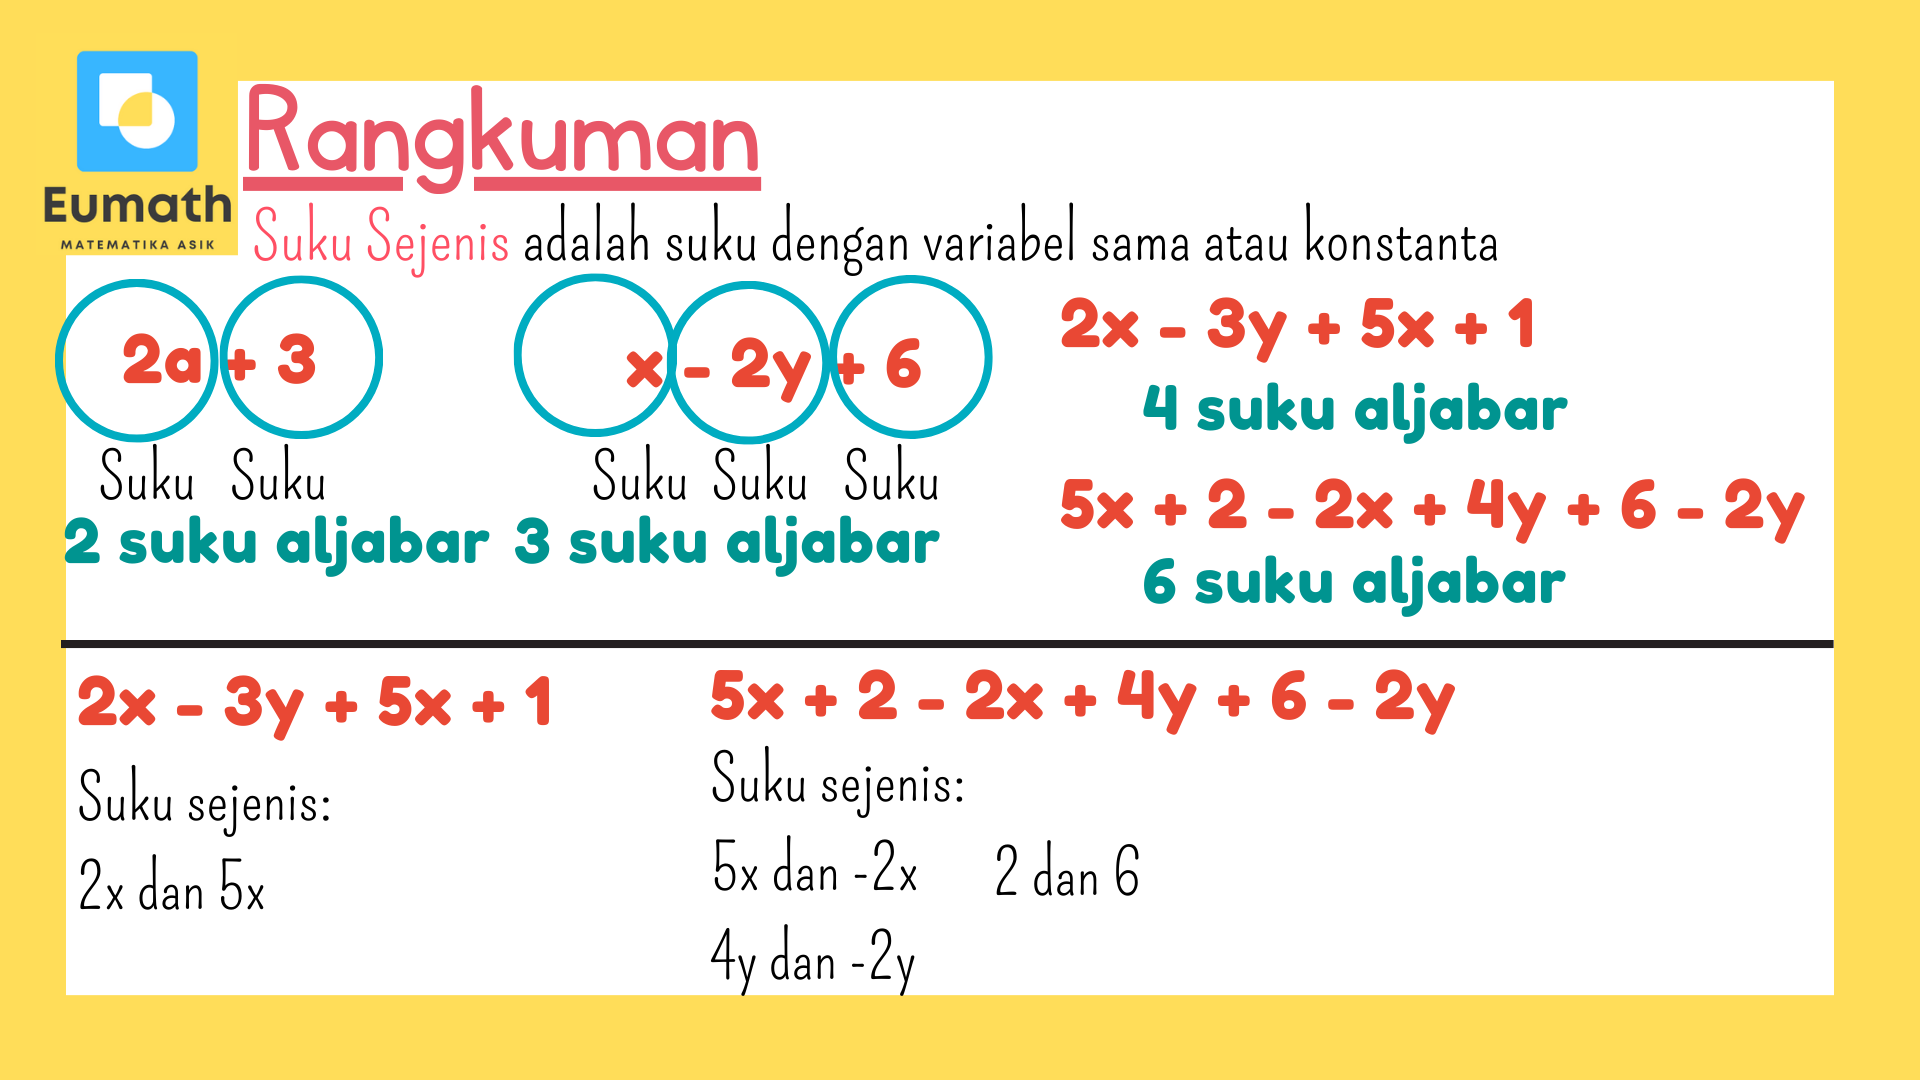 Eumath
MATEMATIKA ASIK
Rangkuman
Suku Sejenis adalah suku dengan variabel sama atau konstanta
2a + 3
Suku Suku
2 suku aljabar
x - 2y + 6
Suku Suku Suku
3 suku aljabar
2x - 3y + 5x + 1
4 suku aljabar
5x + 2 - 2x + 4y + 6 - 2y
6 suku aljabar
2x - 3y + 5x + 1
Suku sejenis:
2x dan 5x
5x + 2 - 2x + 4y + 6 - 2y
Suku sejenis:
5x dan -2x 2 dan 6
4y dan -2y